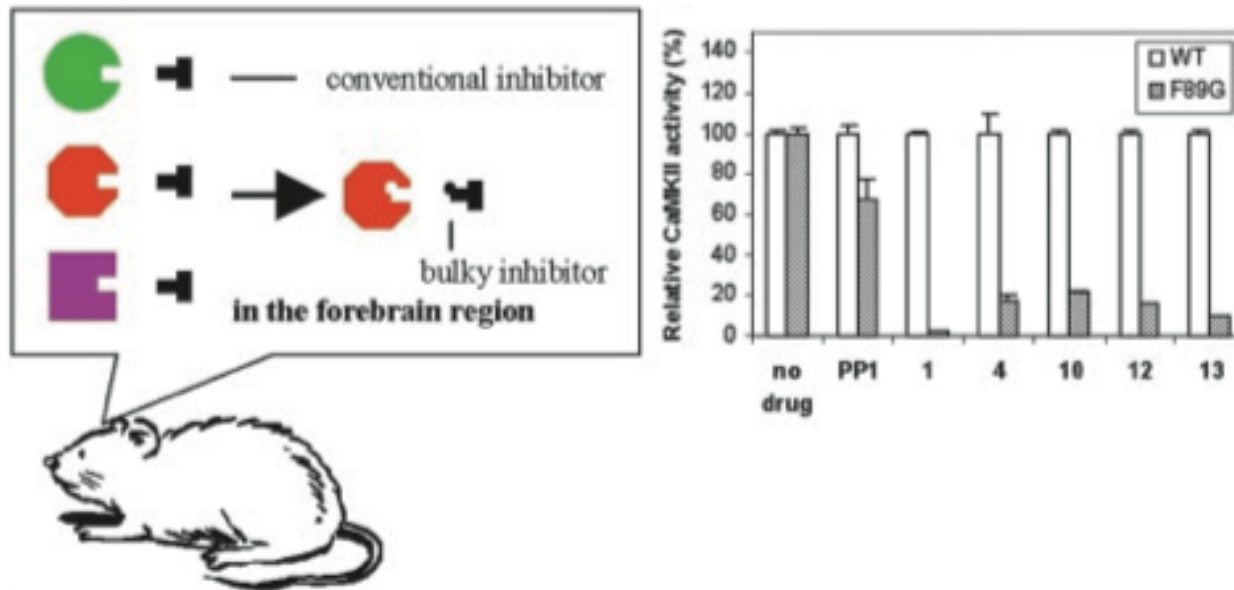 conventional inhibitor
bulky inhibitor
in the forebrain region
Relative CaMKII activity (%)
140
120
100
80
60
40
20
0
WT
F89G
no drug
PP1
1
4
10
12
13